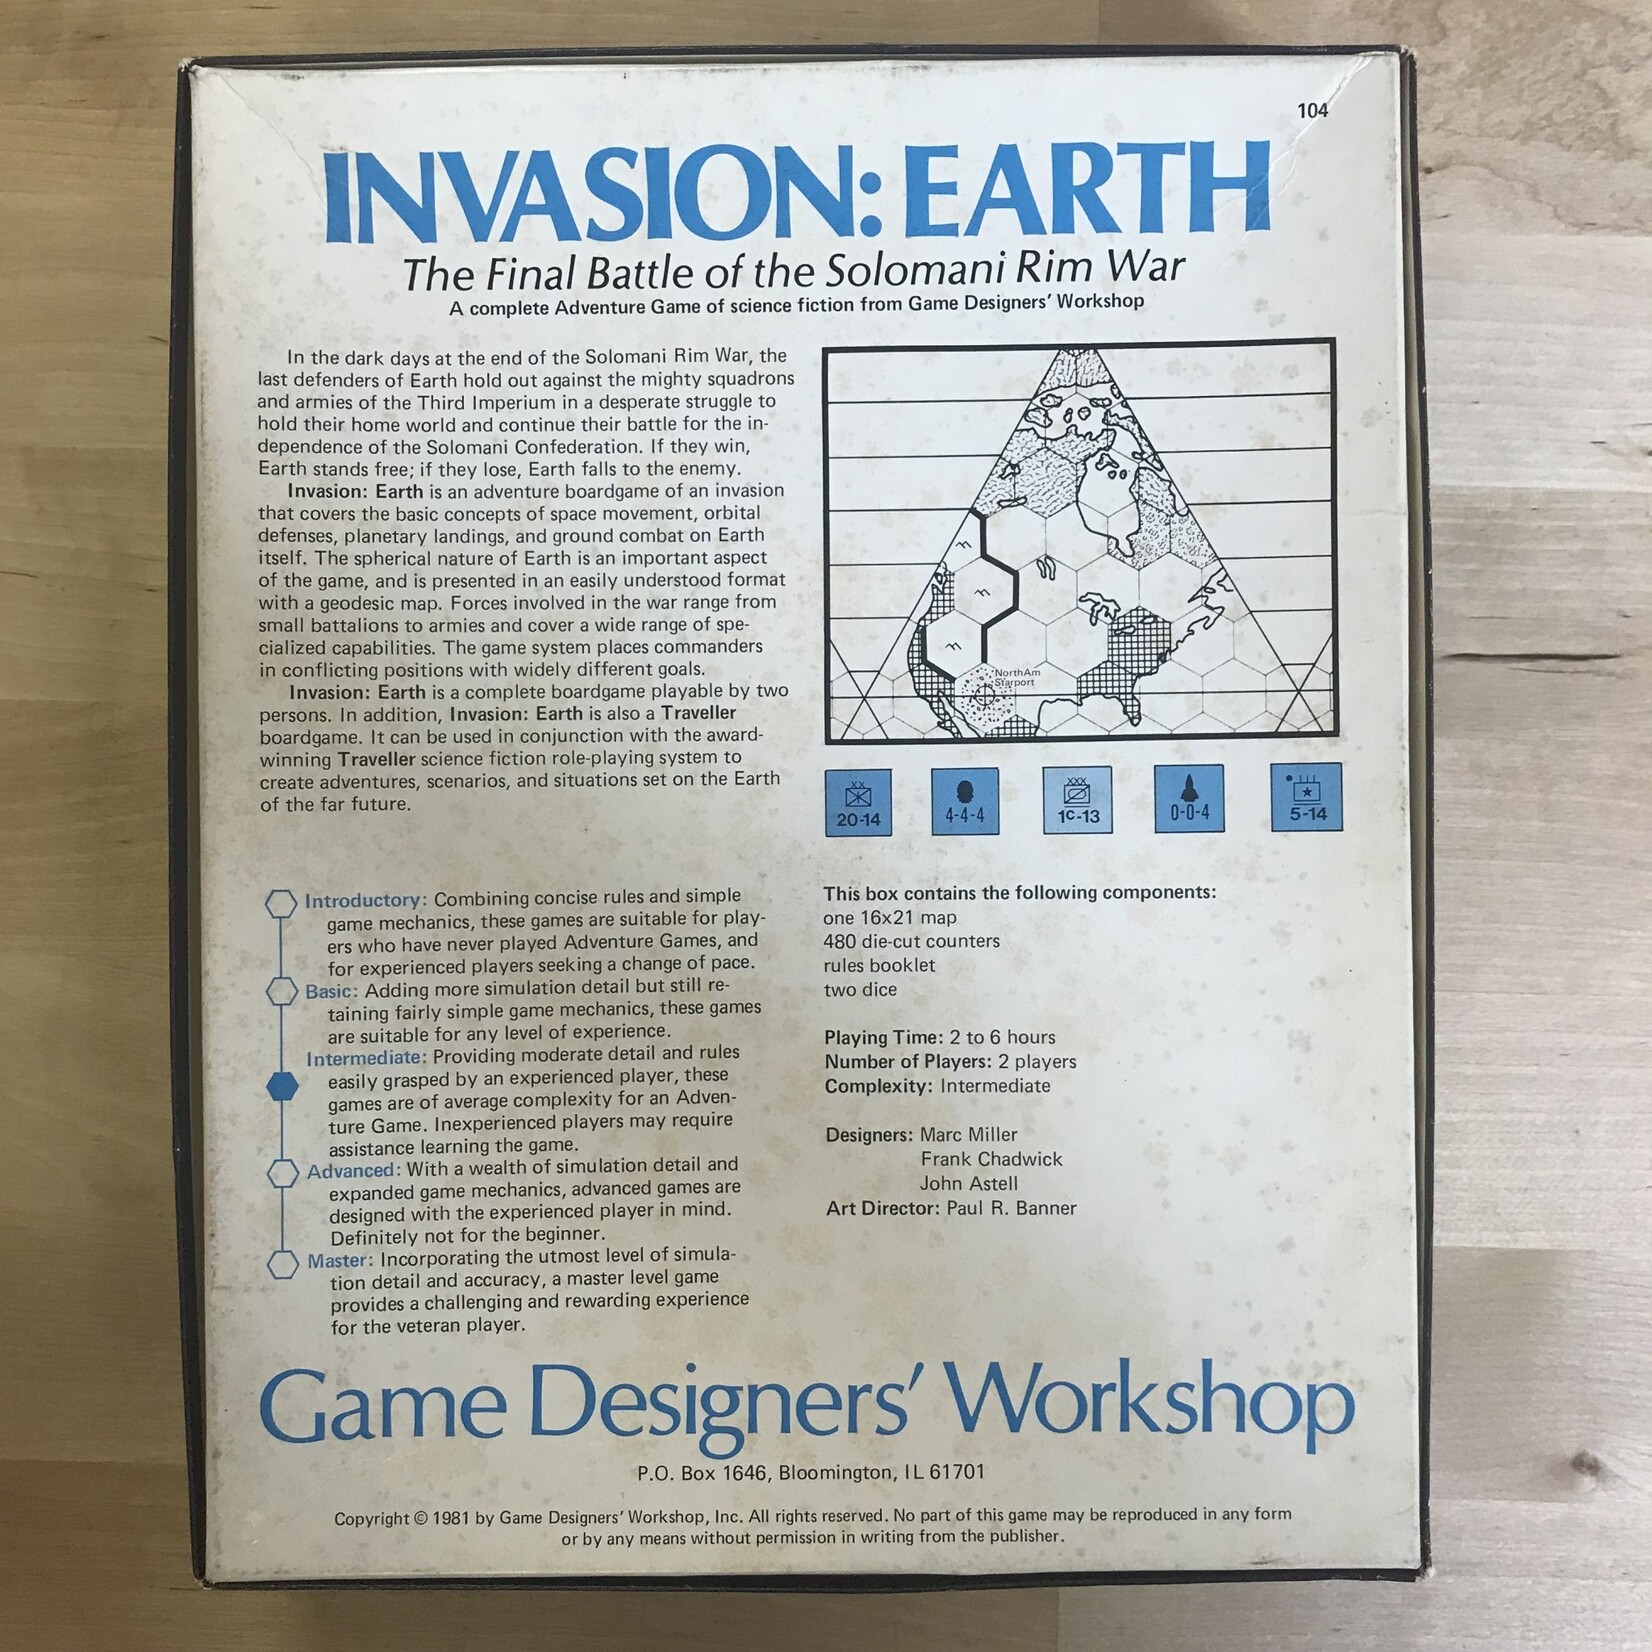 104
INVASION: EARTH
The Final Battle of the Solomani Rim War
A complete Adventure Game of science fiction from Game Designers' Workshop
In the dark days at the end of the Solomani Rim War, the
last defenders of Earth hold out against the mighty squadrons
and armies of the Third Imperium in a desperate struggle to
hold their home world and continue their battle for the in-
dependence of the Solomani Confederation. If they win,
Earth stands free; if they lose, Earth falls to the enemy.
Invasion: Earth is an adventure boardgame of an invasion
that covers the basic concepts of space movement, orbital
defenses, planetary landings, and ground combat on Earth
itself. The spherical nature of Earth is an important aspect
of the game, and is presented in an easily understood format
with a geodesic map. Forces involved in the war range from
small battalions to armies and cover a wide range of spe-
cialized capabilities. The game system places commanders
in conflicting positions with widely different goals.
Invasion: Earth is a complete boardgame playable by two
persons. In addition, Invasion: Earth is also a Traveller
boardgame. It can be used in conjunction with the award-
winning Traveller science fiction role-playing system to
create adventures, scenarios, and situations set on the Earth
of the far future.
NorthAm
Starport
XX
20-14
4-4-4
XXX
1C-13
0-0-4
5-14
Introductory: Combining concise rules and simple
game mechanics, these games are suitable for play-
ers who have never played Adventure Games, and
for experienced players seeking a change of pace.
Basic: Adding more simulation detail but still re-
taining fairly simple game mechanics, these games
are suitable for any level of experience.
Intermediate: Providing moderate detail and rules
easily grasped by an experienced player, these
games are of average complexity for an Adven-
ture Game. Inexperienced players may require
assistance learning the game.
Advanced: With a wealth of simulation detail and
expanded game mechanics, advanced games are
designed with the experienced player in mind.
Definitely not for the beginner.
Master: Incorporating the utmost level of simula-
tion detail and accuracy, a master level game
provides a challenging and rewarding experience
for the veteran player.
This box contains the following components:
one 16x21 map
480 die-cut counters
rules booklet
two dice
Playing Time: 2 to 6 hours
Number of Players: 2 players
Complexity: Intermediate
Designers: Marc Miller
Frank Chadwick
John Astell
Art Director: Paul R. Banner
Game Designers' Workshop
P.O. Box 1646, Bloomington, IL 61701
Copyright © 1981 by Game Designers' Workshop, Inc. All rights reserved. No part of this game may be reproduced in any form
or by any means without permission in writing from the publisher.